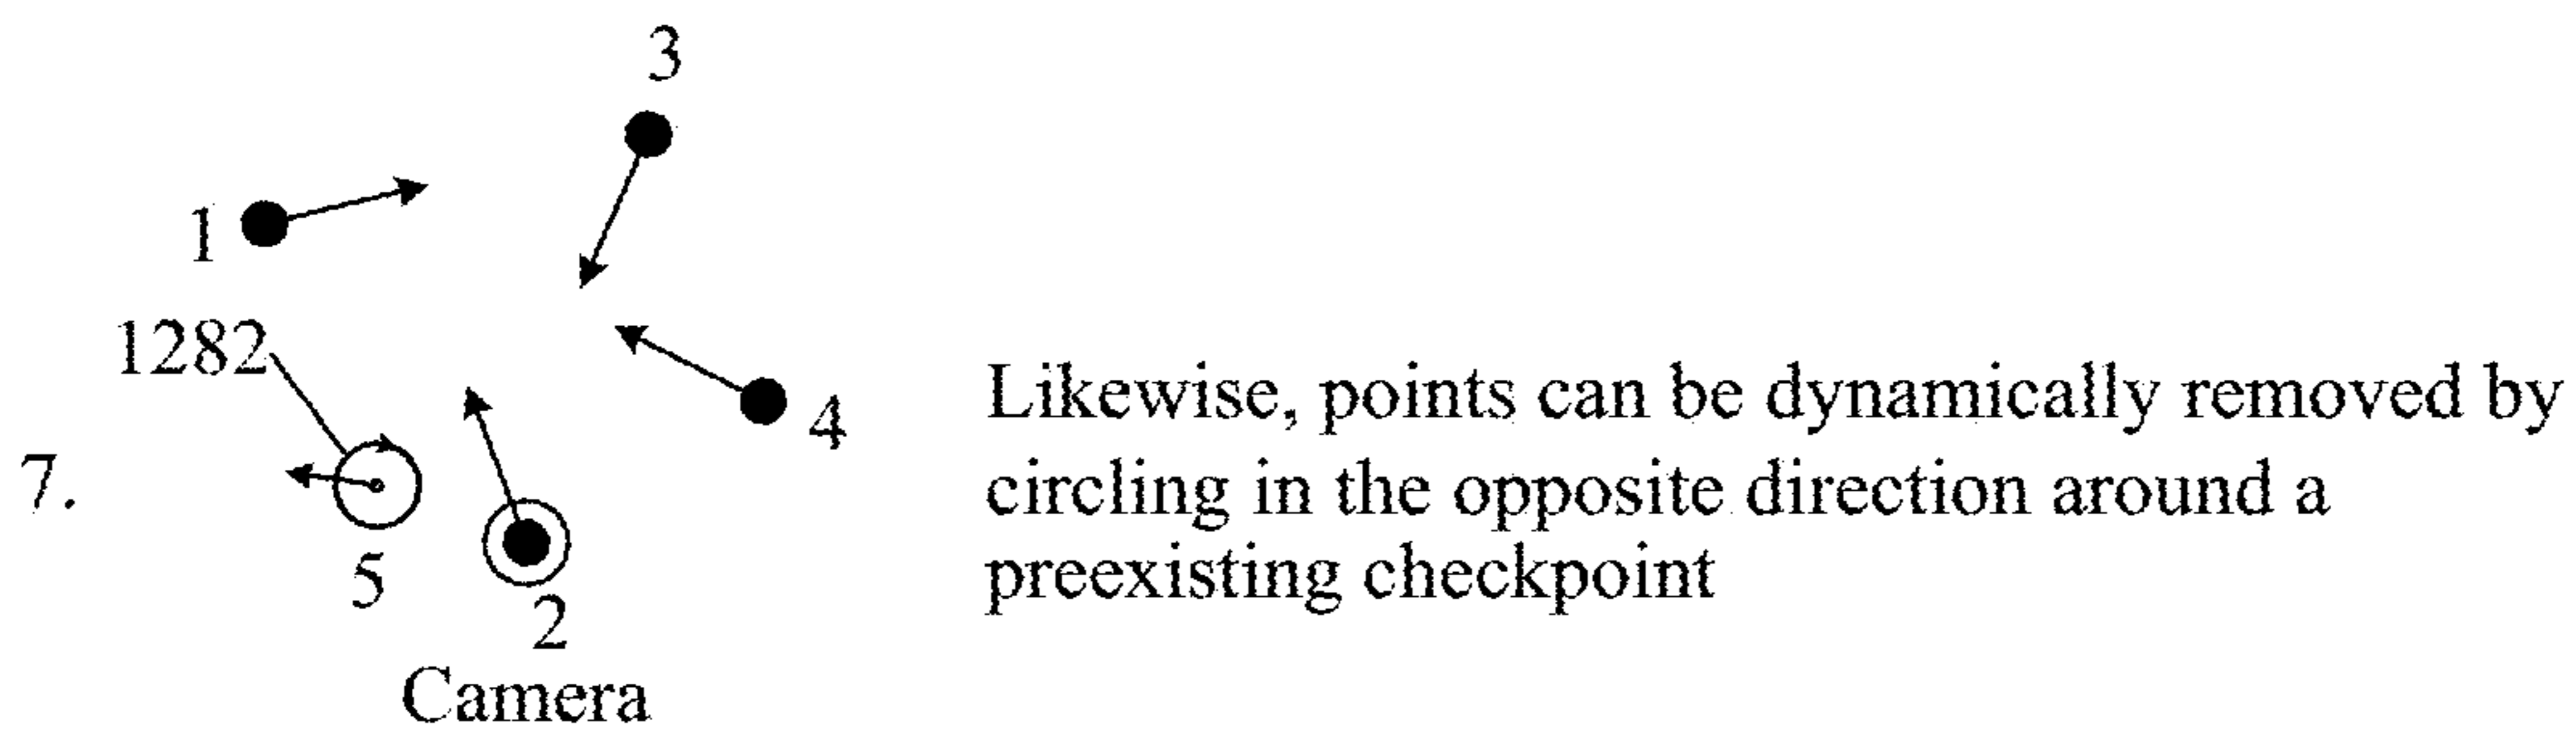 3
1
1282
4
7.
5
2
Camera
Likewise, points can be dynamically removed by
circling in the opposite direction around a
preexisting checkpoint